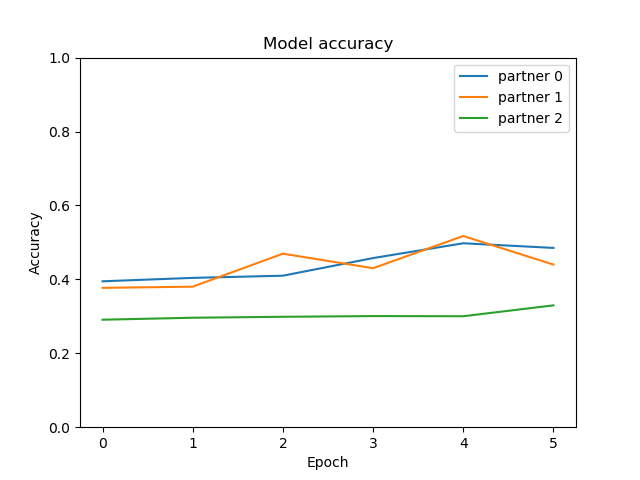 Model accuracy
1.0
0.8
0.6
0.4
0.2
0.0
Accuracy
partner 0
partner 1
partner 2
0 1 2 3 4 5
Epoch